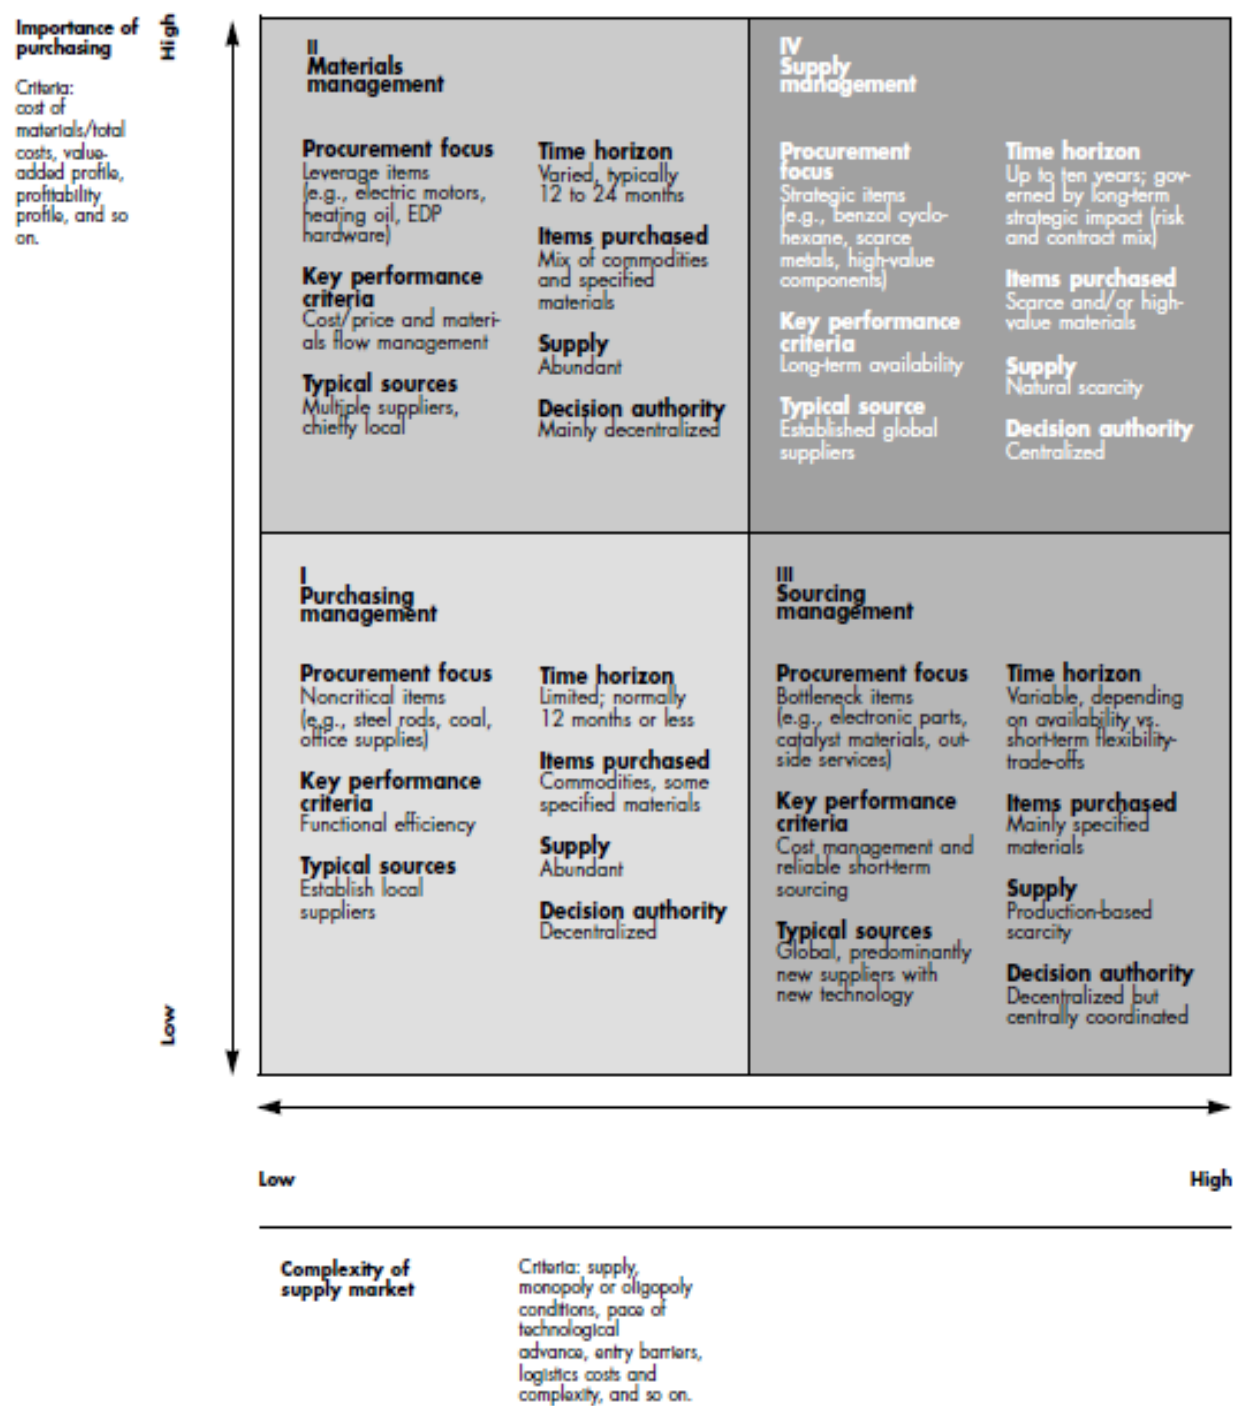 Importance of
purchasing
High
Criteria:
cost of
materials/total
costs, value-
added profile,
profitability
profile, and so
on.
II
Materials
management
Procurement focus
Leverage items
(e.g., electric motors,
heating oil, EDP
hardware)
Key performance
criteria
Cost/price and materi-
als flow management
Typical sources
Multiple suppliers,
chiefly local
Time horizon
Varied, typically
12 to 24 months
Items purchased
Mix of commodities
and specified
materials
Supply
Abundant
Decision authority
Mainly decentralized
IV
Supply
management
Procurement
focus
Strategic items
(e.g., benzol cyclo-
hexane, scarce
metals, high-value
components)
Key performance
criteria
Long-term availability
Typical source
Established global
suppliers
Time horizon
Up to ten years; gov-
erned by long-term
strategic impact (risk
and contract mix)
Items purchased
Scarce and/or high-
value materials
Supply
Natural scarcity
Decision authority
Centralized
I
Purchasing
management
Procurement focus
Noncritical items
(e.g., steel rods, coal,
office supplies)
Key performance
criteria
Functional efficiency
Typical sources
Establish local
suppliers
Time horizon
Limited; normally
12 months or less
Items purchased
Commodities, some
specified materials
Supply
Abundant
Decision authority
Decentralized
III
Sourcing
management
Procurement focus
Bottleneck items
(e.g., electronic parts,
catalyst materials, out-
side services)
Key performance
criteria
Cost management and
reliable short-term
sourcing
Typical sources
Global, predominantly
new suppliers with
new technology
Time horizon
Variable, depending
on availability vs.
short-term flexibility-
trade-offs
Items purchased
Mainly specified
materials
Supply
Production-based
scarcity
Decision authority
Decentralized but
centrally coordinated
Low
Low
High
Complexity of
supply market
Criteria: supply,
monopoly or oligopoly
conditions, pace of
technological
advance, entry barriers,
logistics costs and
complexity, and so on.